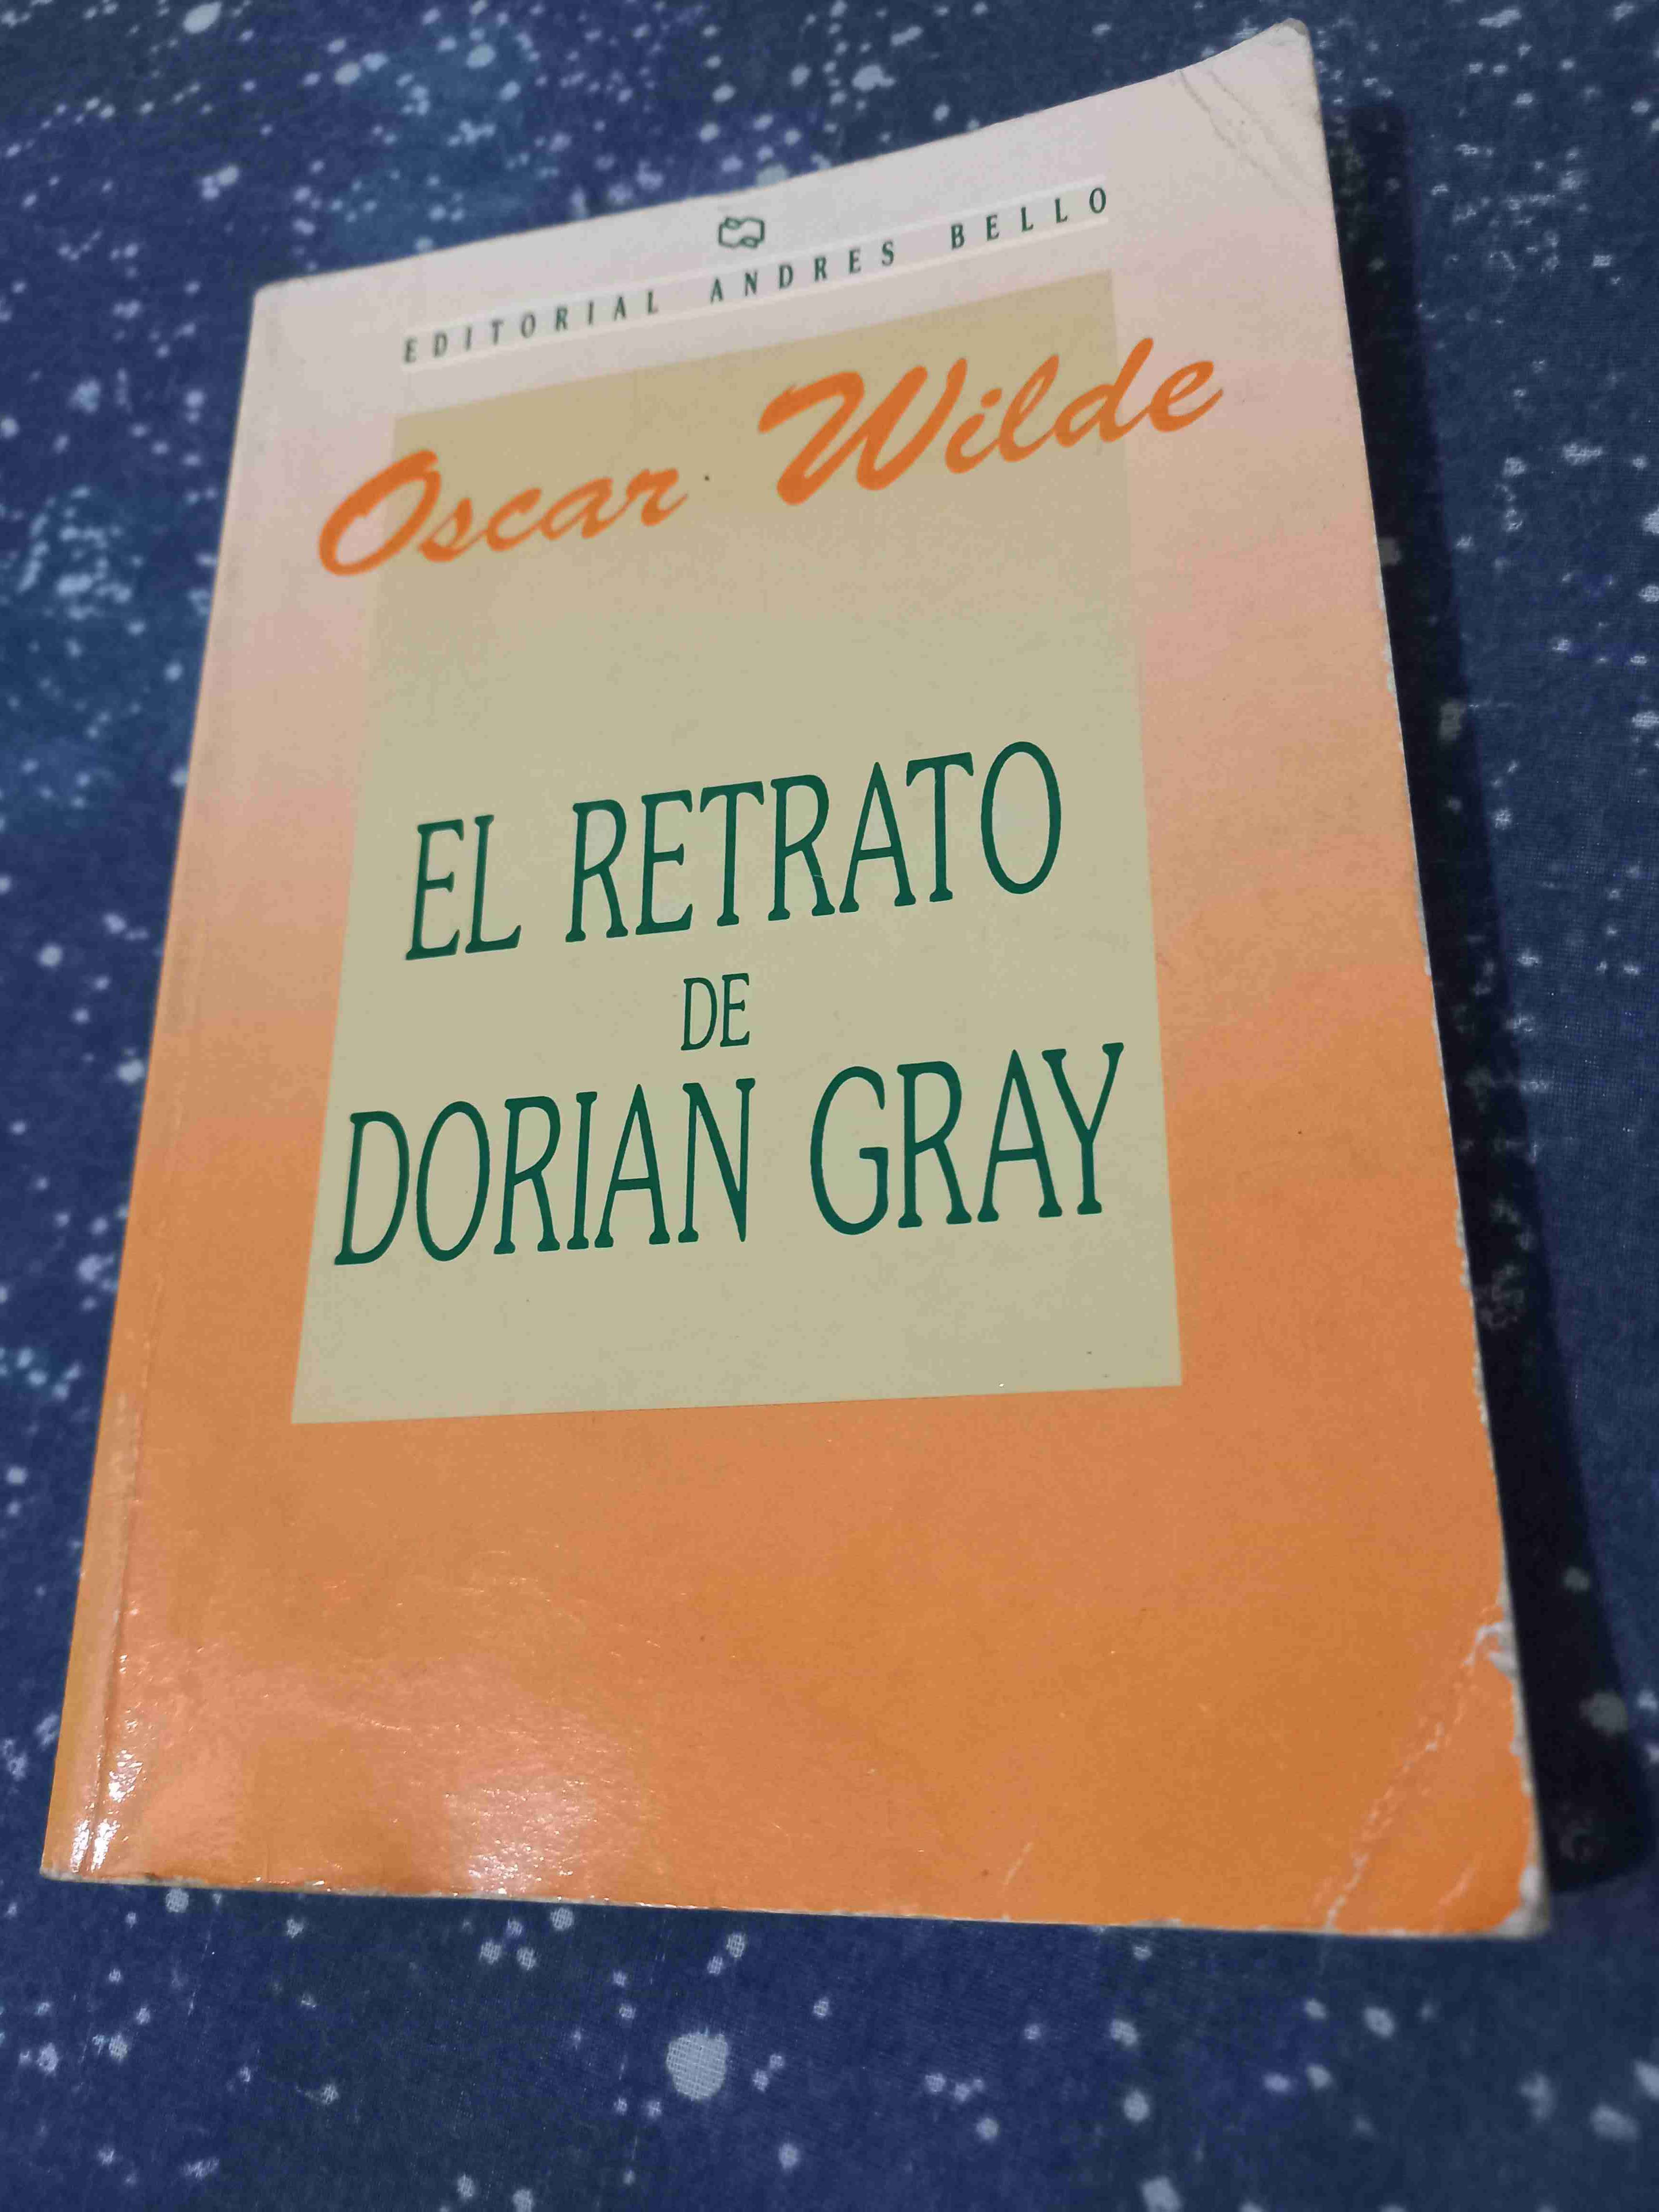 EDITORIAL ANDRES BELLO
Oscar Wilde
EL RETRATO
DE
DORIAN GRAY